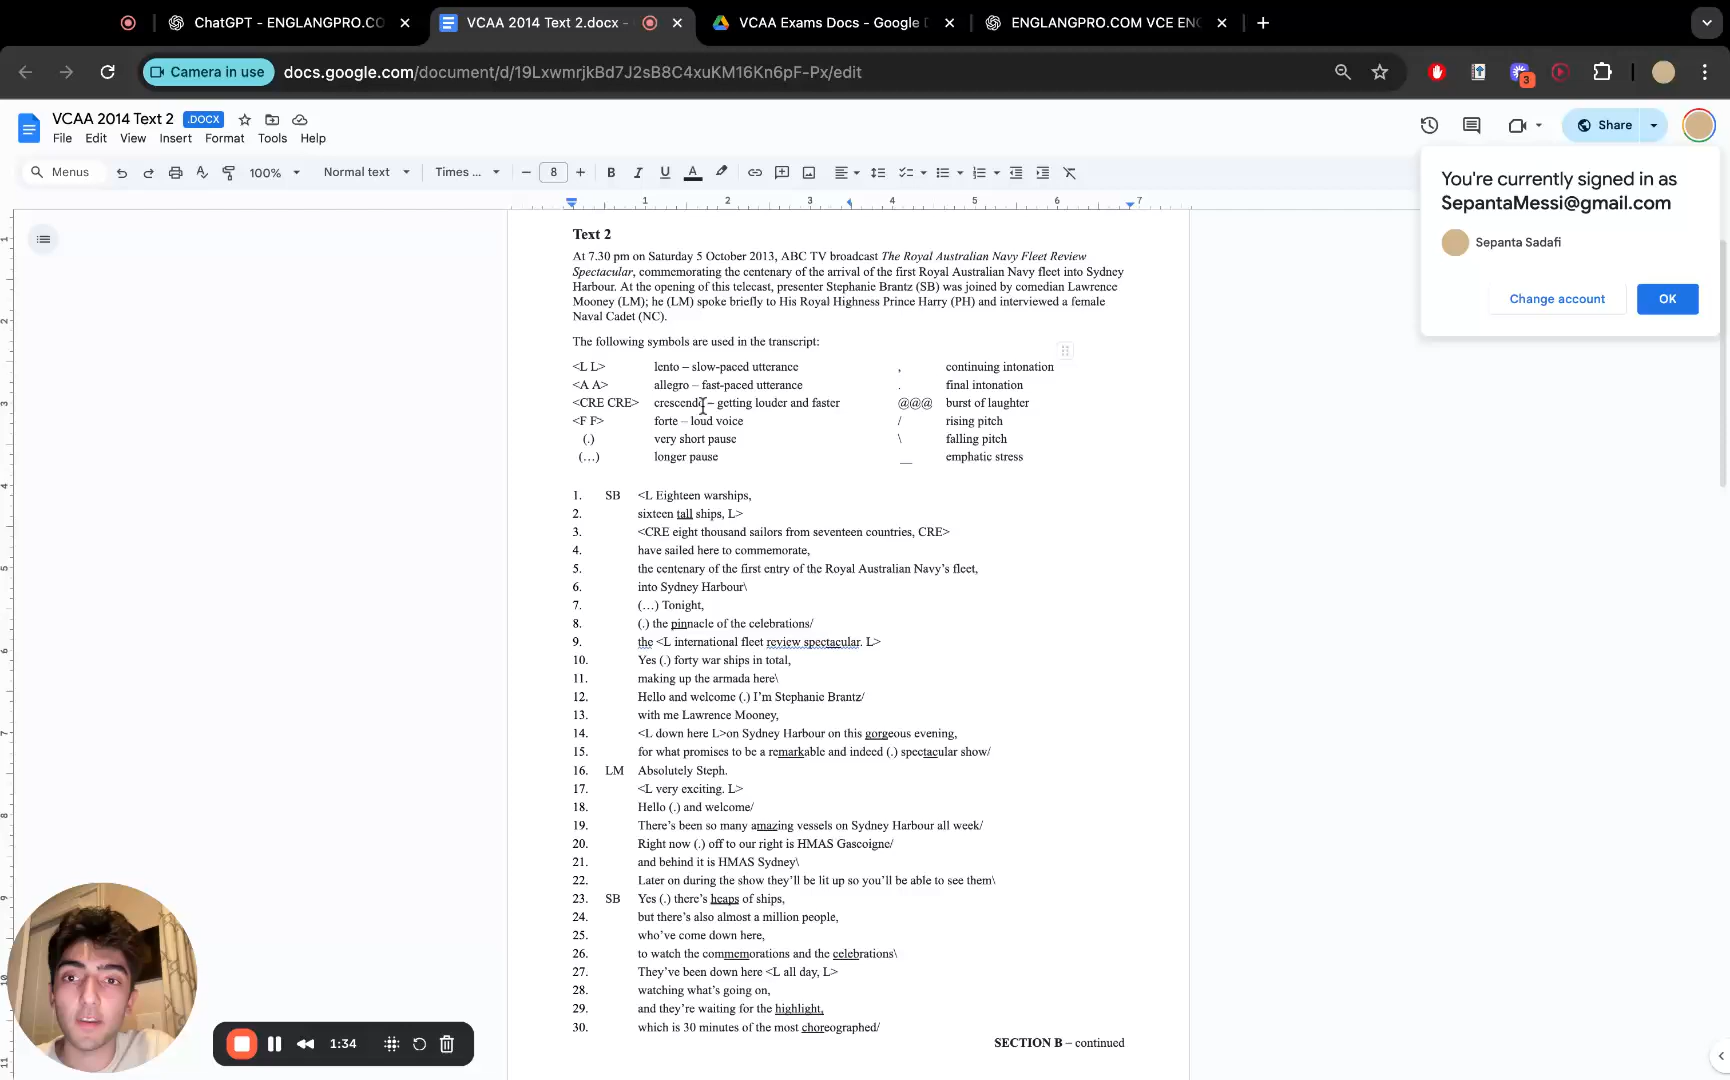 ChatGPT - ENGLANGPRO.CO
VCAA 2014 Text 2.docx -
VCAA Exams Docs - Google D
ENGLANGPRO.COM VCE ENG
Camera in use
docs.google.com/document/d/19LxwmrjkBd7J2sB8C4xuKM16Kn6pF-Px/edit
3
VCAA 2014 Text 2 .DOCX
File Edit View Insert Format Tools Help
Share
Menus 100% Normal text Times ... 8 B I U A
You're currently signed in as
SepantaMessi@gmail.com
Sepanta Sadafi
Change account OK
1 2 3 4 5 6 7
Text 2
At 7.30 pm on Saturday 5 October 2013, ABC TV broadcast The Royal Australian Navy Fleet Review
Spectacular, commemorating the centenary of the arrival of the first Royal Australian Navy fleet into Sydney
Harbour. At the opening of this telecast, presenter Stephanie Brantz (SB) was joined by comedian Lawrence
Mooney (LM); he (LM) spoke briefly to His Royal Highness Prince Harry (PH) and interviewed a female
Naval Cadet (NC).
The following symbols are used in the transcript:
<L L> lento – slow-paced utterance , continuing intonation
<A A> allegro – fast-paced utterance . final intonation
<CRE CRE> crescendo – getting louder and faster @@@ burst of laughter
<F F> forte – loud voice / rising pitch
(.) very short pause \ falling pitch
(…) longer pause __ emphatic stress
1. SB <L Eighteen warships,
2. sixteen tall ships, L>
3. <CRE eight thousand sailors from seventeen countries, CRE>
4. have sailed here to commemorate,
5. the centenary of the first entry of the Royal Australian Navy's fleet,
6. into Sydney Harbour\
7. (…) Tonight,
8. (.) the pinnacle of the celebrations/
9. the <L international fleet review spectacular. L>
10. Yes (.) forty war ships in total,
11. making up the armada here\
12. Hello and welcome (.) I'm Stephanie Brantz/
13. with me Lawrence Mooney,
14. <L down here L>on Sydney Harbour on this gorgeous evening,
15. for what promises to be a remarkable and indeed (.) spectacular show/
16. LM Absolutely Steph.
17. <L very exciting. L>
18. Hello (.) and welcome/
19. There's been so many amazing vessels on Sydney Harbour all week/
20. Right now (.) off to our right is HMAS Gascoigne/
21. and behind it is HMAS Sydney\
22. Later on during the show they'll be lit up so you'll be able to see them\
23. SB Yes (.) there's heaps of ships,
24. but there's also almost a million people,
25. who've come down here,
26. to watch the commemorations and the celebrations\
27. They've been down here <L all day, L>
28. watching what's going on,
29. and they're waiting for the highlight,
30. which is 30 minutes of the most choreographed/
SECTION B – continued
1:34